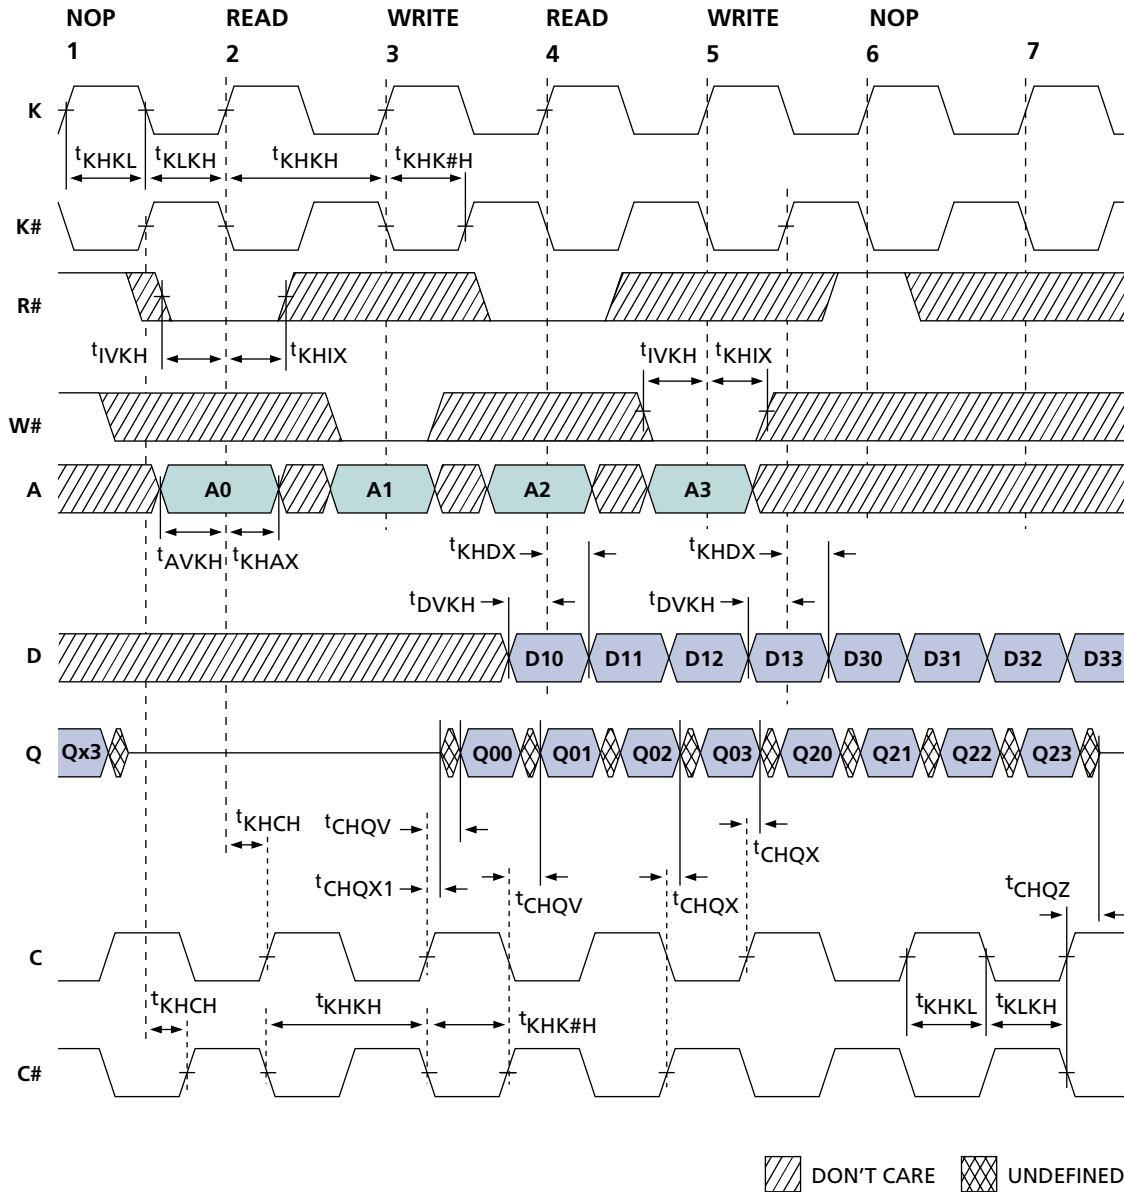 NOP READ WRITE READ WRITE NOP
1 2 3 4 5 6 7
K
tKHKL tKLKH tKHKH tKHK#H
K#
R#
tIVKH tKHIX tIVKH tKHIX
W#
A A0 A1 A2 A3
tAVKH tKHAX tKHDX tKHDX
tDVKH tDVKH
D D10 D11 D12 D13 D30 D31 D32 D33
Q Qx3 Q00 Q01 Q02 Q03 Q20 Q21 Q22 Q23
tKHCH tCHQV tCHQX
tCHQX1 tCHQV tCHQX tCHQZ
C
tKHCH tKHKH tKHK#H tKHKL tKLKH
C#
DON'T CARE UNDEFINED